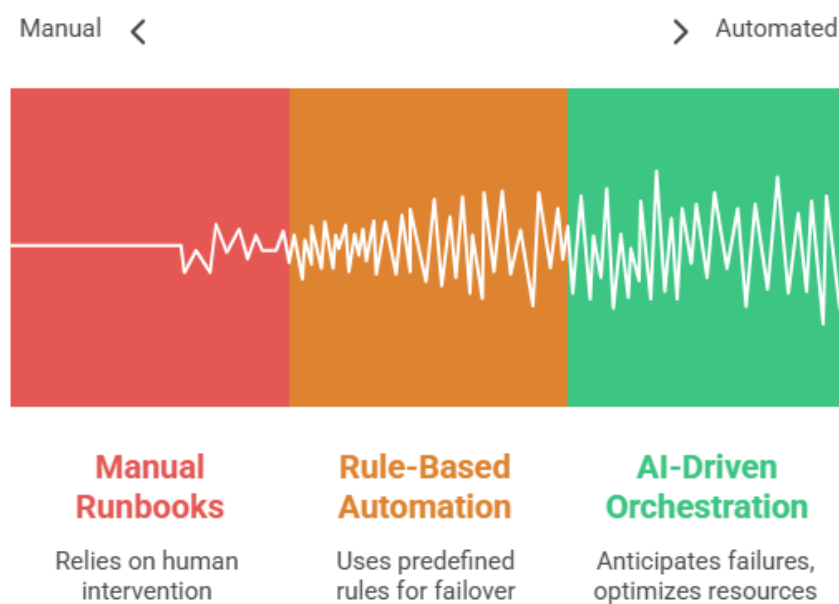 Manual
Automated
Manual
Runbooks
Relies on human
intervention
Rule-Based
Automation
Uses predefined
rules for failover
AI-Driven
Orchestration
Anticipates failures,
optimizes resources